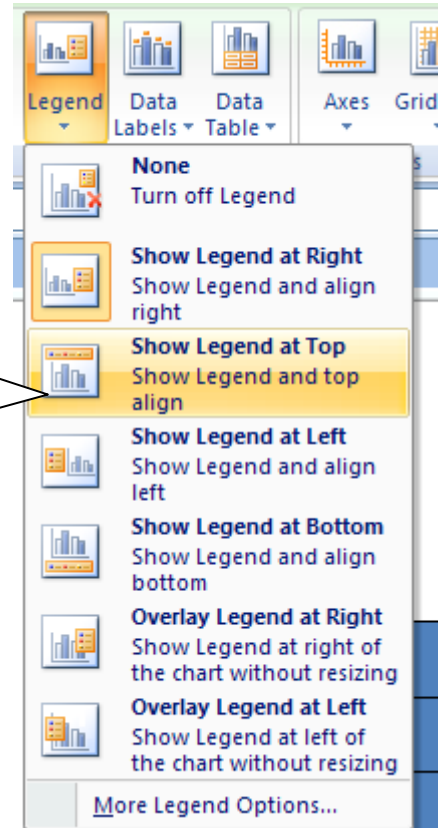 Legend Data Data Axes Grid
Labels Table
None
Turn off Legend
Show Legend at Right
Show Legend and align
right
Show Legend at Top
Show Legend and top
align
Show Legend at Left
Show Legend and align
left
Show Legend at Bottom
Show Legend and align
bottom
Overlay Legend at Right
Show Legend at right of
the chart without resizing
Overlay Legend at Left
Show Legend at left of
the chart without resizing
More Legend Options...